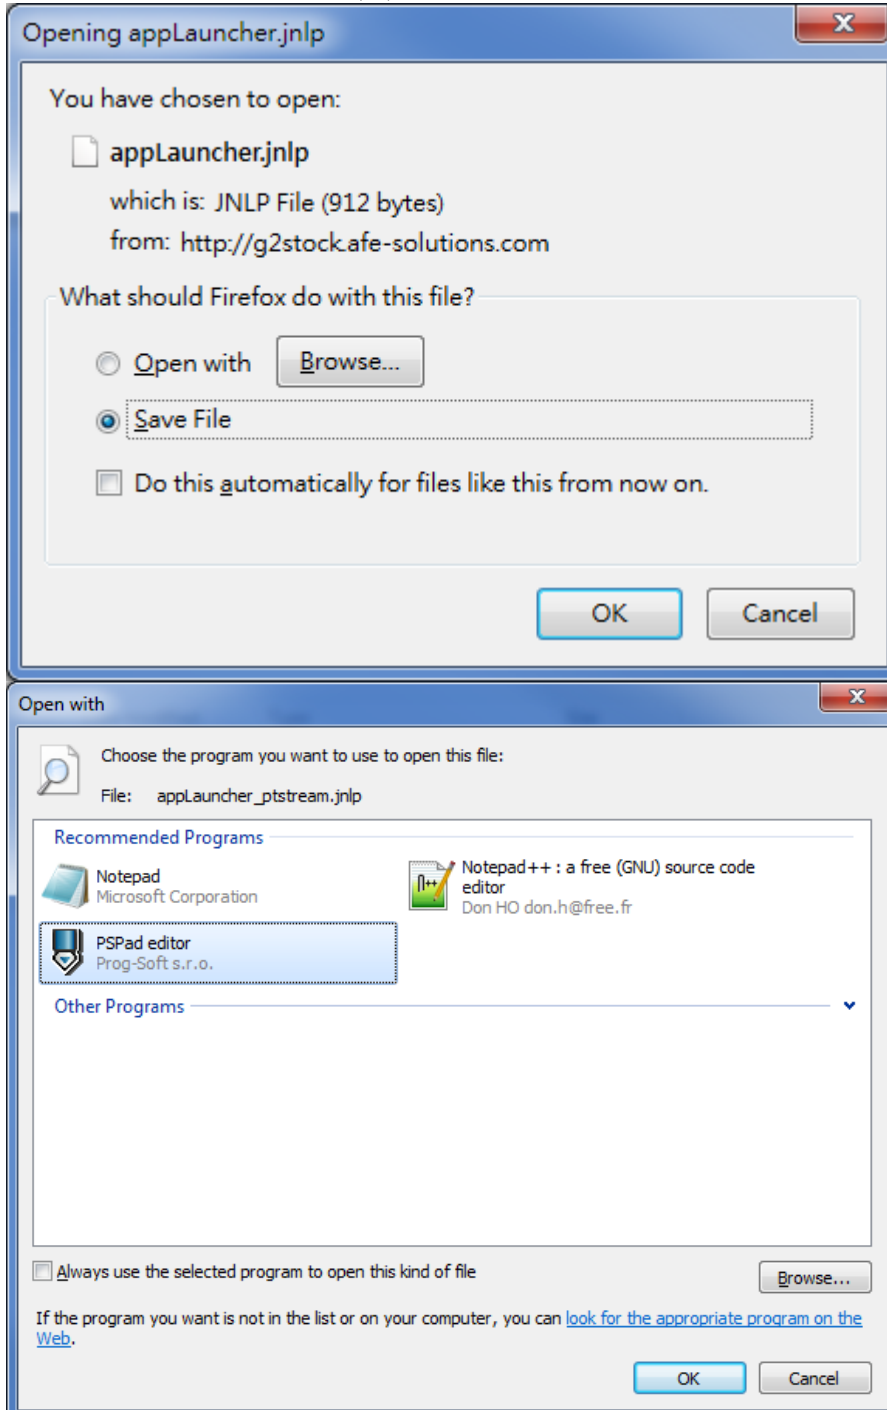 Opening appLauncher.jnlp
X
You have chosen to open:
appLauncher.jnlp
which is: JNLP File (912 bytes)
from: http://g2stock.afe-solutions.com
What should Firefox do with this file?
Open with
Browse...
Save File
Do this automatically for files like this from now on.
OK
Cancel
Open with
X
Choose the program you want to use to open this file:
File: appLauncher_ptstream.jnlp
Recommended Programs
Notepad
Microsoft Corporation
n++
Notepad++ : a free (GNU) source code
editor
Don HO don.h@free.fr
PSPad editor
Prog-Soft s.r.o.
Other Programs
Always use the selected program to open this kind of file
Browse...
If the program you want is not in the list or on your computer, you can look for the appropriate program on the
Web.
OK
Cancel